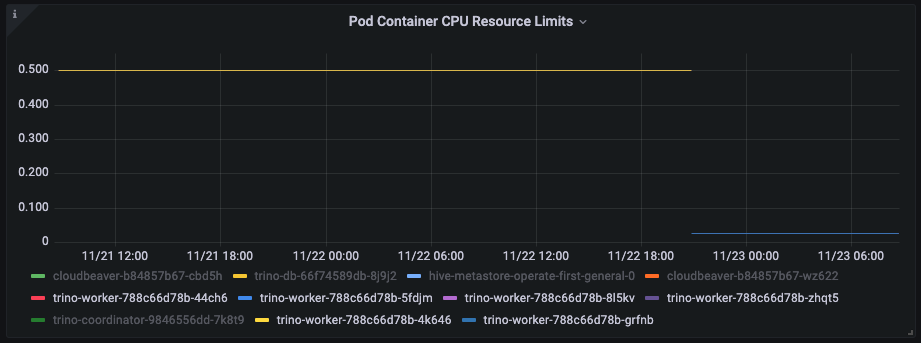 i
Pod Container CPU Resource Limits
0.500
0.400
0.300
0.200
0.100
0
11/21 12:00 11/21 18:00 11/22 00:00 11/22 06:00 11/22 12:00 11/22 18:00 11/23 00:00 11/23 06:00
cloudbeaver-b84857b67-cbd5h trino-db-66f74589db-8j9j2 hive-metastore-operate-first-general-0 cloudbeaver-b84857b67-wz622
trino-worker-788c66d78b-44ch6 trino-worker-788c66d78b-5fdjm trino-worker-788c66d78b-8l5kv trino-worker-788c66d78b-zhqt5
trino-coordinator-9846556dd-7k8t9 trino-worker-788c66d78b-4k646 trino-worker-788c66d78b-grfnb